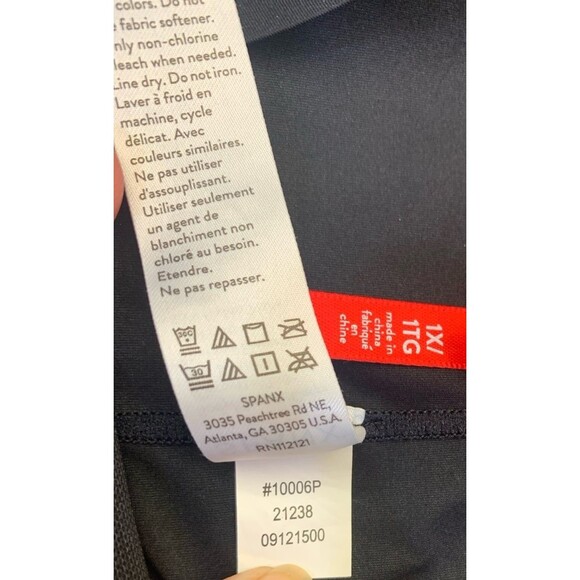 colors. Do not
fabric softener.
only non-chlorine
bleach when needed.
Line dry. Do not iron.
Laver à froid en
machine, cycle
délicat. Avec
couleurs similaires.
Ne pas utiliser
d'assouplissant.
Utiliser seulement
un agent de
blanchiment non
chloré au besoin.
Etendre.
Ne pas repasser.
30
SPANX
3035 Peachtree Rd NE,
Atlanta, GA 30305 U.S.A.
RN112121
#10006P
21238
09121500
1X/
1TG
made in
china
fabriqué
en
chine